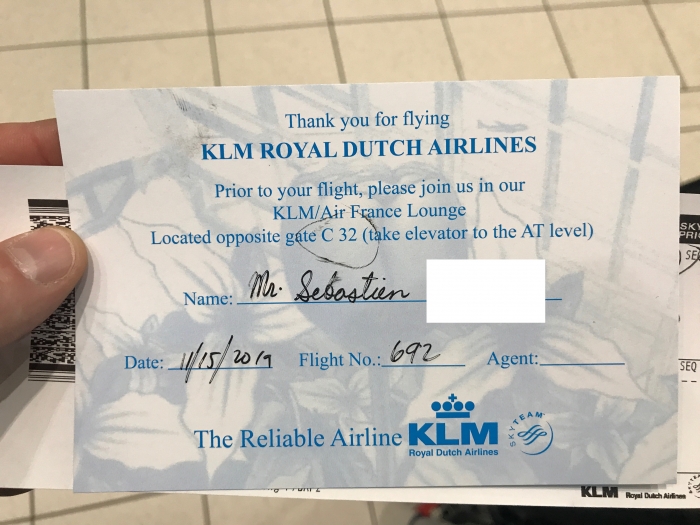 Thank you for flying
KLM ROYAL DUTCH AIRLINES
Prior to your flight, please join us in our
KLM/Air France Lounge
Located opposite gate C 32 (take elevator to the AT level)
Name: Mr. Sebastien
Date: 11/15/2019 Flight No.: 692 Agent:
The Reliable Airline KLM
Royal Dutch Airlines
SKYTEAM
SEQ
KLM Royal Dutch Airlines